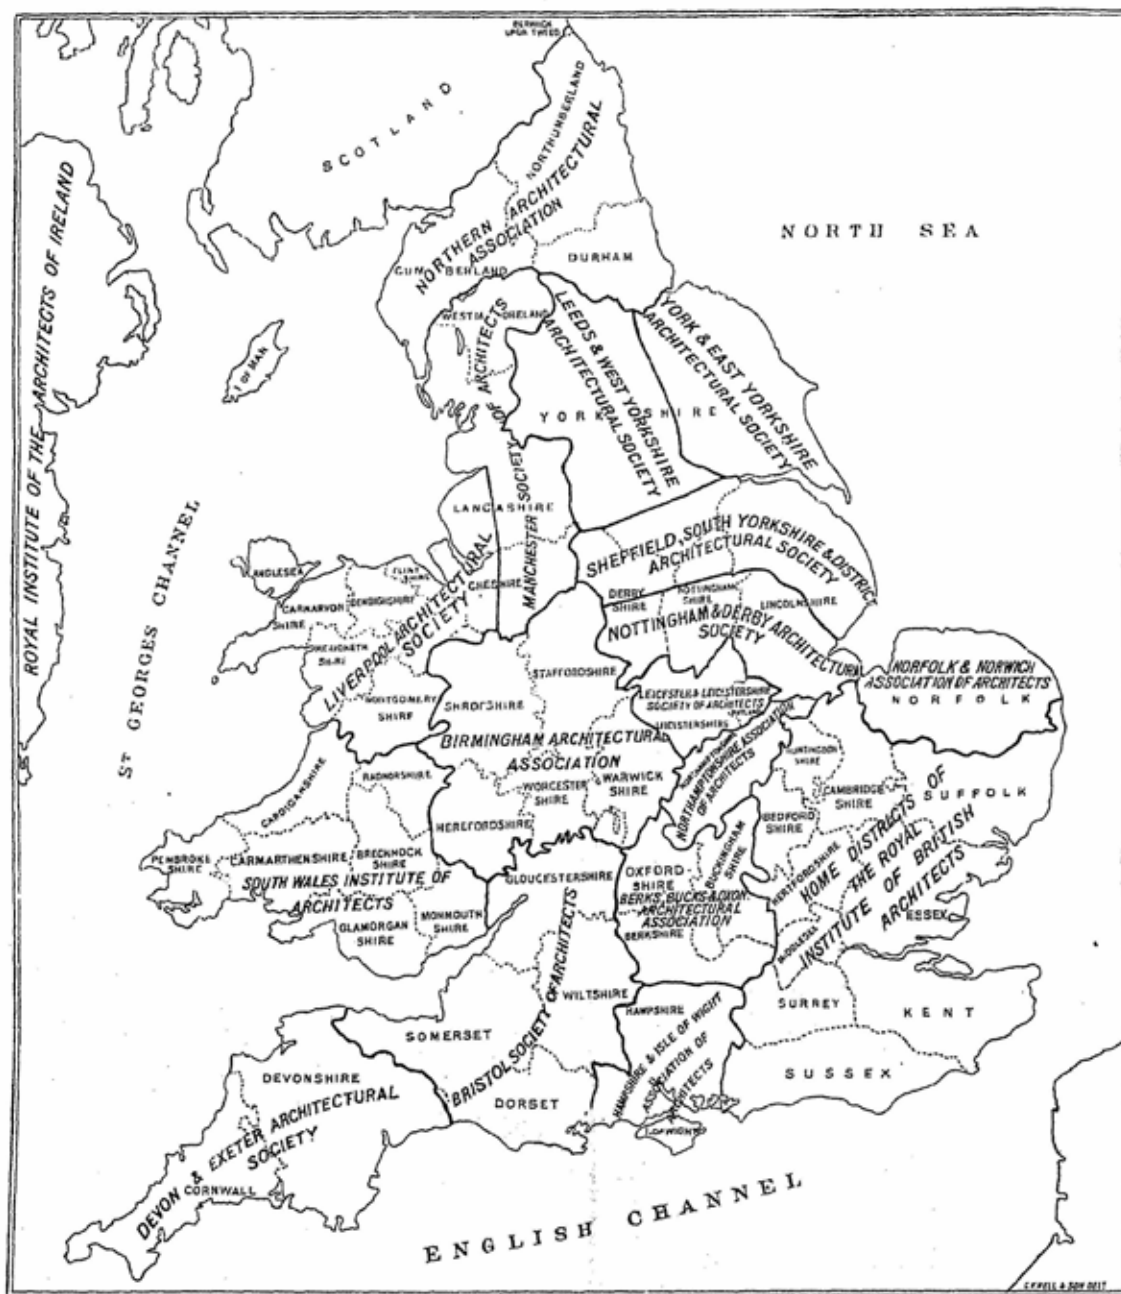 BERWICK
UPON TWEED
SCOTLAND
NORTHUMBERLAND
NORTHERN ARCHITECTURAL
ASSOCIATION
NORTH SEA
CUMBERLAND
DURHAM
ROYAL INSTITUTE OF THE ARCHITECTS OF IRELAND
I OF MAN
WESTMORELAND
MANCHESTER SOCIETY OF ARCHITECTS
LEEDS & WEST YORKSHIRE
ARCHITECTURAL SOCIETY
YORK & EAST YORKSHIRE
ARCHITECTURAL SOCIETY
YORKSHIRE
LANCASHIRE
SHEFFIELD, SOUTH YORKSHIRE & DISTRICT
ARCHITECTURAL SOCIETY
ST GEORGES CHANNEL
ANGLESEA
FLINT
SHIRE
CHESHIRE
DERBY
SHIRE
NOTTINGHAM
SHIRE
LINCOLNSHIRE
CARNARVON
SHIRE
DENBIGHSHIRE
LIVERPOOL ARCHITECTURAL
SOCIETY
NOTTINGHAM & DERBY ARCHITECTURAL
SOCIETY
MERIONETH
SHIRE
MONTGOMERY
SHIRE
SHROPSHIRE
STAFFORDSHIRE
LEICESTER & LEICESTERSHIRE
SOCIETY OF ARCHITECTS
RUTLAND
LEICESTERSHIRE
NORFOLK & NORWICH
ASSOCIATION OF ARCHITECTS
NORFOLK
BIRMINGHAM ARCHITECTURAL
ASSOCIATION
NORTHAMPTONSHIRE
NORTHAMPTONSHIRE ASSOCIATION
OF ARCHITECTS
HUNTINGDON
SHIRE
CARDIGANSHIRE
RADNORSHIRE
WORCESTER
SHIRE
WARWICK
SHIRE
CAMBRIDGE
SHIRE
SUFFOLK
HEREFORDSHIRE
BEDFORD
SHIRE
PEMBROKE
SHIRE
CARMARTHENSHIRE
BRECKNOCK
SHIRE
GLOUCESTERSHIRE
OXFORD
SHIRE
BUCKINGHAM
SHIRE
HERTFORDSHIRE
HOME DISTRICTS OF
THE ROYAL
INSTITUTE OF BRITISH
ARCHITECTS
SOUTH WALES INSTITUTE OF
ARCHITECTS
BERKS, BUCKS & OXON.
ARCHITECTURAL
ASSOCIATION
ESSEX
GLAMORGAN
SHIRE
MONMOUTH
SHIRE
BERKSHIRE
MIDDLESEX
SOMERSET
WILTSHIRE
BRISTOL SOCIETY OF ARCHITECTS
HAMPSHIRE
SURREY
KENT
HAMPSHIRE & ISLE OF WIGHT
ASSOCIATION OF
ARCHITECTS
SUSSEX
DEVONSHIRE
DORSET
I. OF WIGHT
DEVON & EXETER ARCHITECTURAL
SOCIETY
CORNWALL
ENGLISH CHANNEL
C.F. KELL & SON DELT